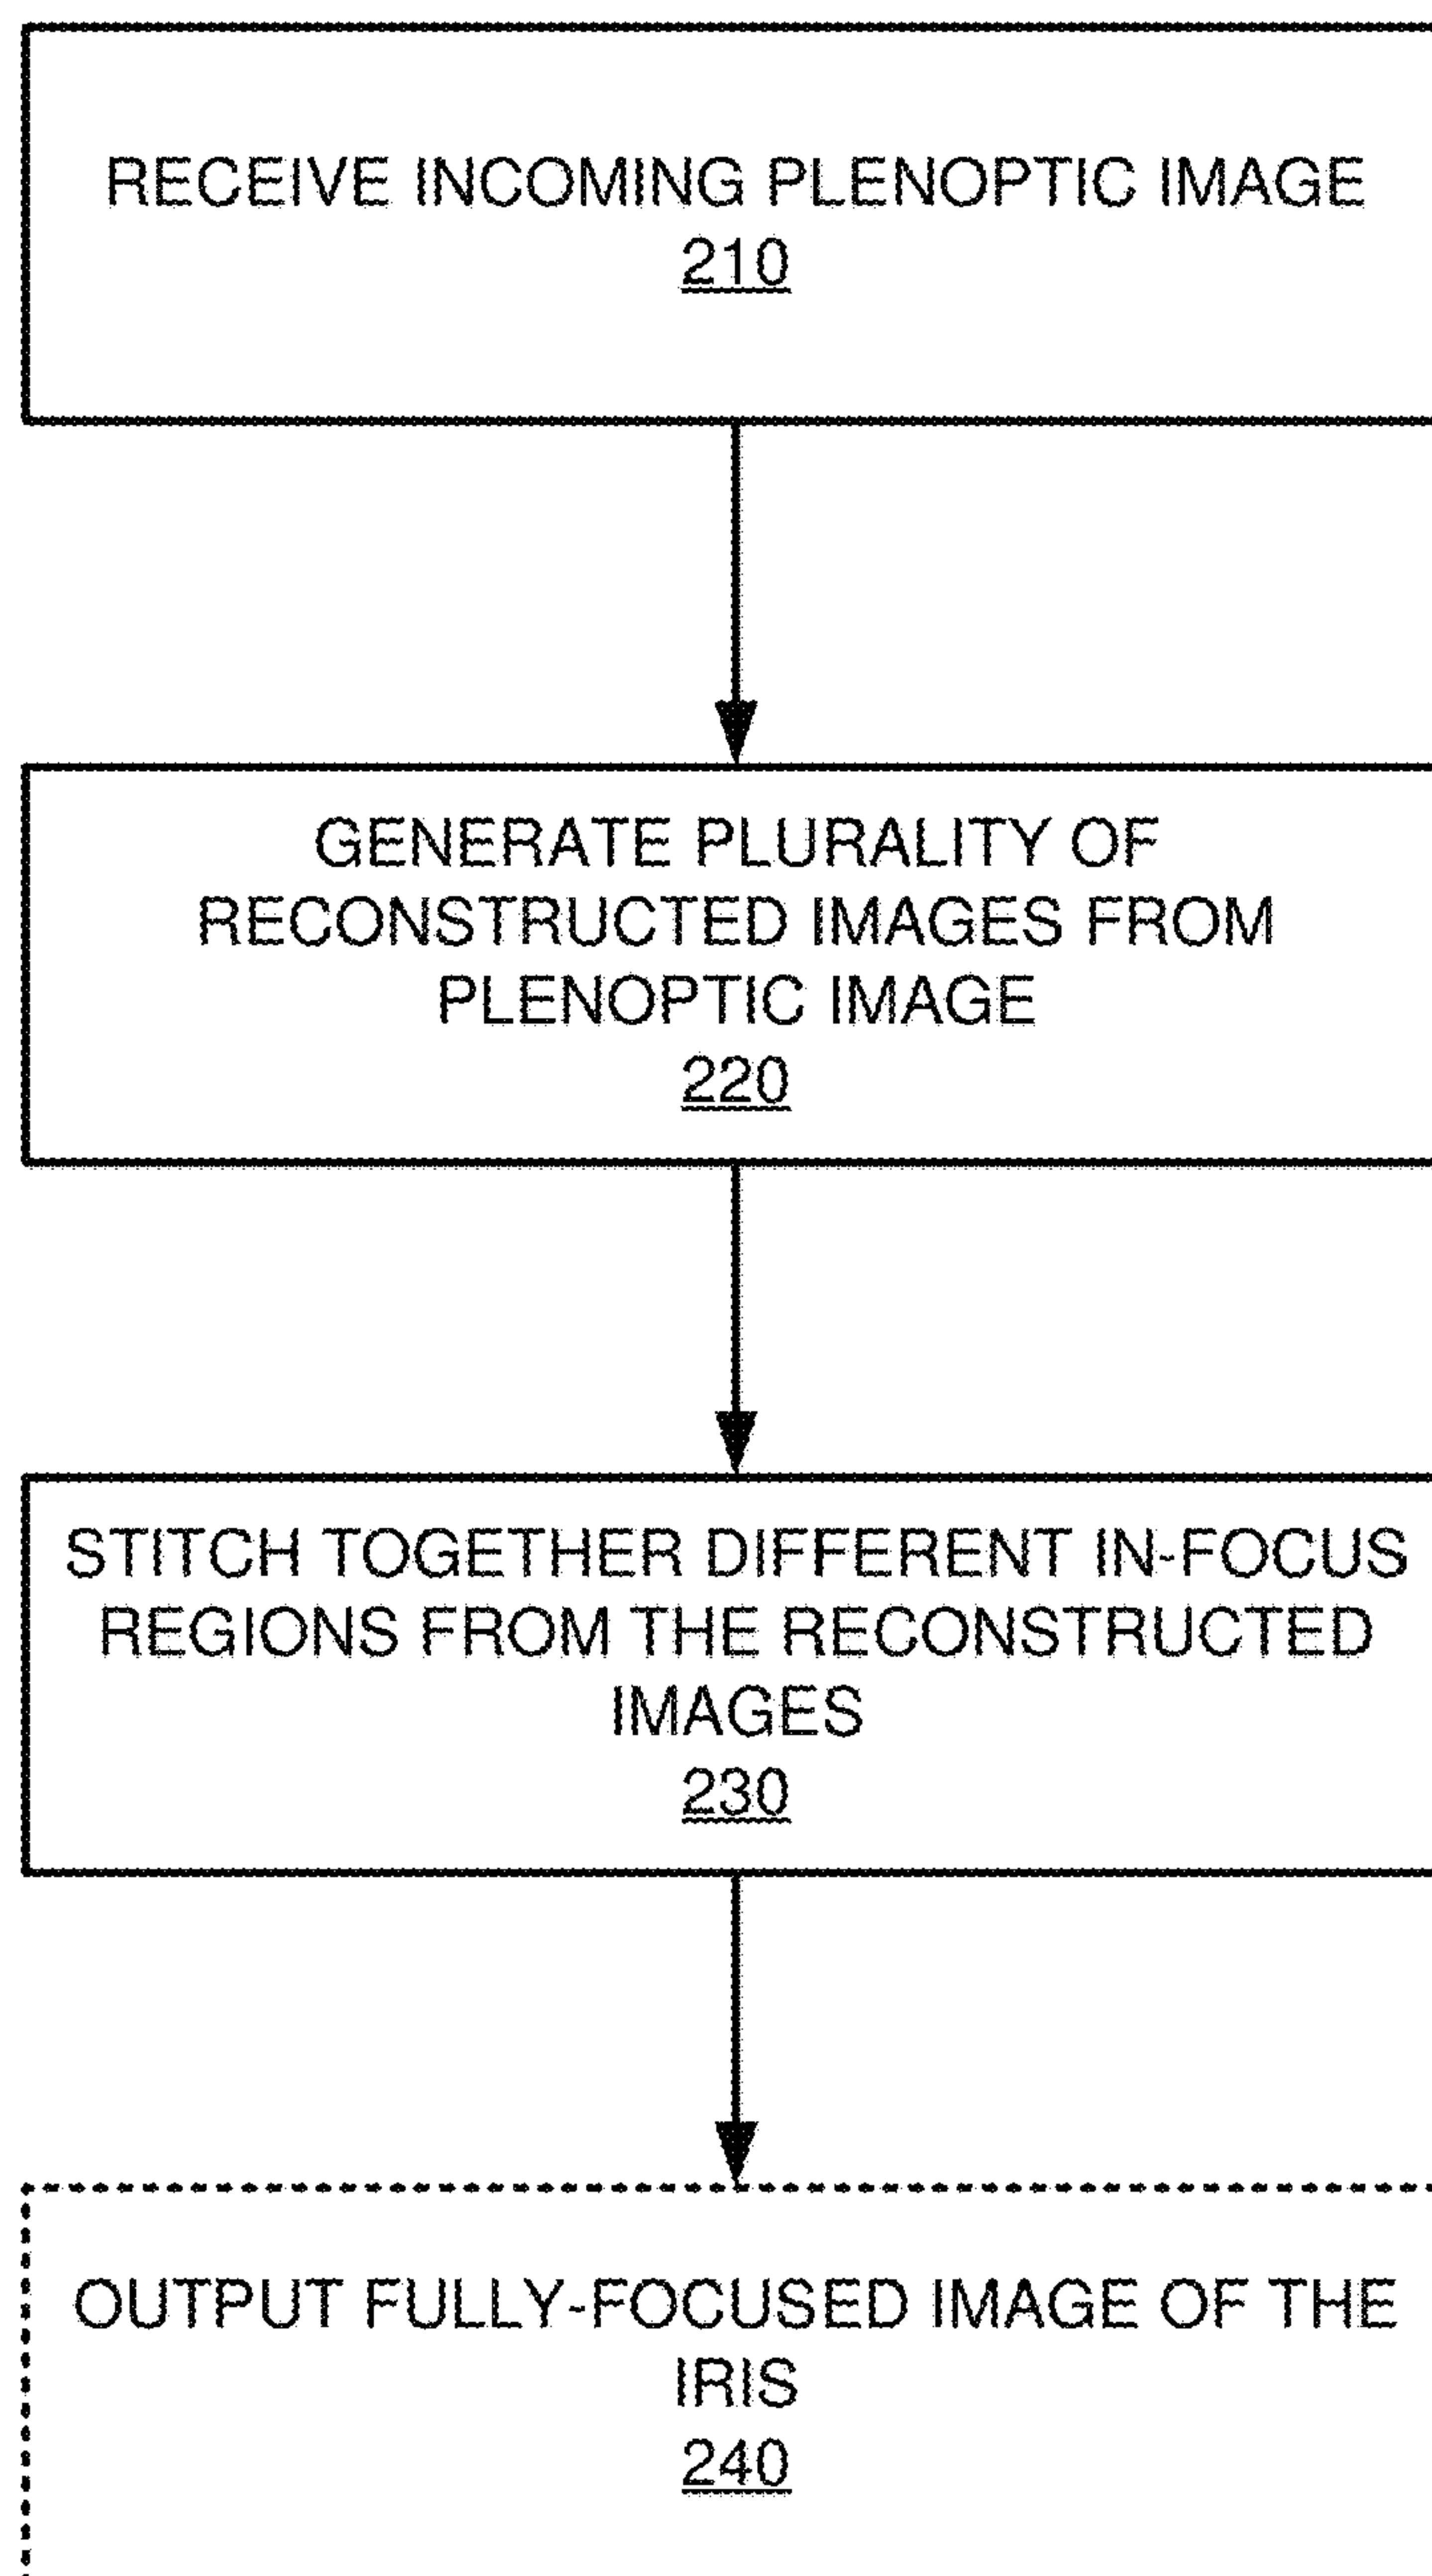 RECEIVE INCOMING PLENOPTIC IMAGE
210
GENERATE PLURALITY OF
RECONSTRUCTED IMAGES FROM
PLENOPTIC IMAGE
220
STITCH TOGETHER DIFFERENT IN-FOCUS
REGIONS FROM THE RECONSTRUCTED
IMAGES
230
OUTPUT FULLY-FOCUSED IMAGE OF THE
IRIS
240